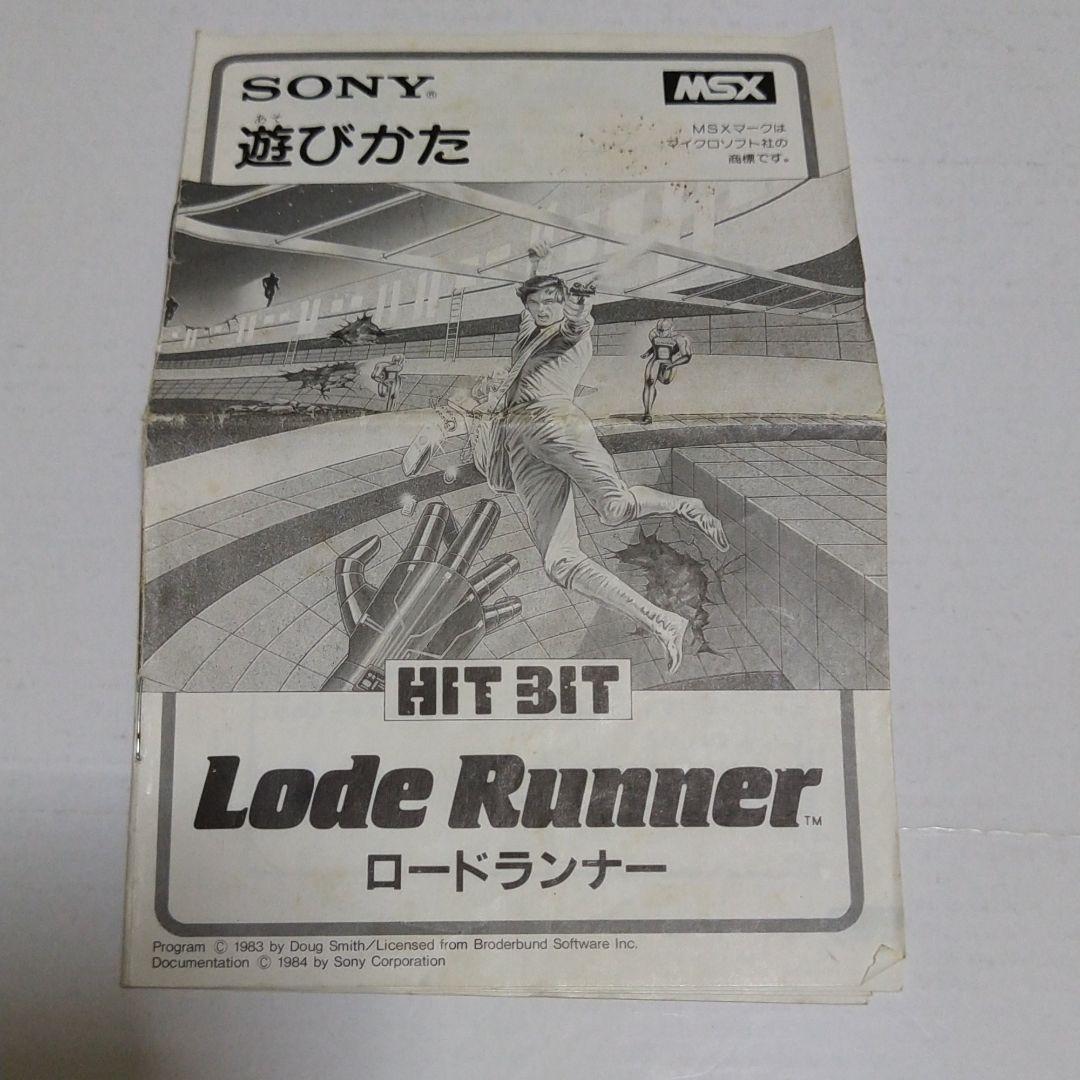 SONY®
MSX
あそ
遊びかた
MSXマークは
マイクロソフト社の
商標です。
HIT BIT
Lode Runner™
ロードランナー
Program © 1983 by Doug Smith/Licensed from Broderbund Software Inc.
Documentation © 1984 by Sony Corporation